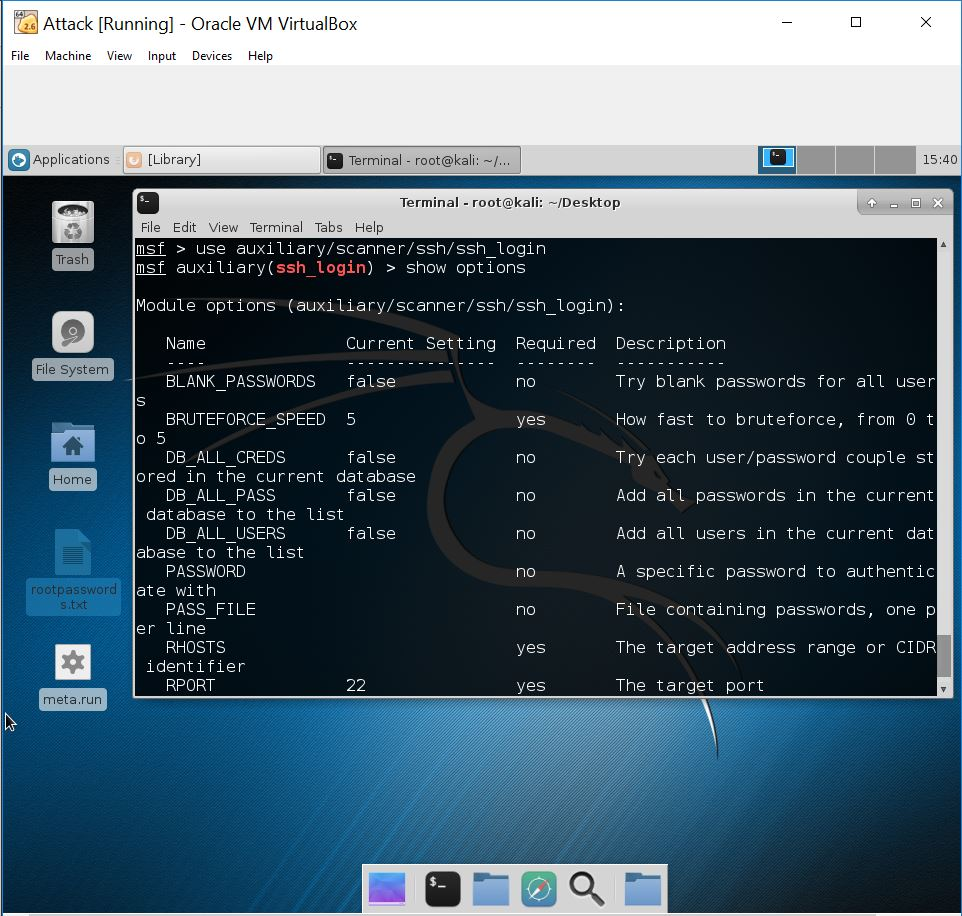 Attack [Running] - Oracle VM VirtualBox
File Machine View Input Devices Help
Applications [Library] Terminal - root@kali: ~/... 15:40
Trash
File System
Home
rootpassword
s.txt
meta.run
Terminal - root@kali: ~/Desktop
File Edit View Terminal Tabs Help
msf > use auxiliary/scanner/ssh/ssh_login
msf auxiliary(ssh_login) > show options
Module options (auxiliary/scanner/ssh/ssh_login):
Name Current Setting Required Description
---- --------------- -------- -----------
BLANK_PASSWORDS false no Try blank passwords for all user
s
BRUTEFORCE_SPEED 5 yes How fast to bruteforce, from 0 t
o 5
DB_ALL_CREDS false no Try each user/password couple st
ored in the current database
DB_ALL_PASS false no Add all passwords in the current
database to the list
DB_ALL_USERS false no Add all users in the current dat
abase to the list
PASSWORD no A specific password to authentic
ate with
PASS_FILE no File containing passwords, one p
er line
RHOSTS yes The target address range or CIDR
identifier
RPORT 22 yes The target port